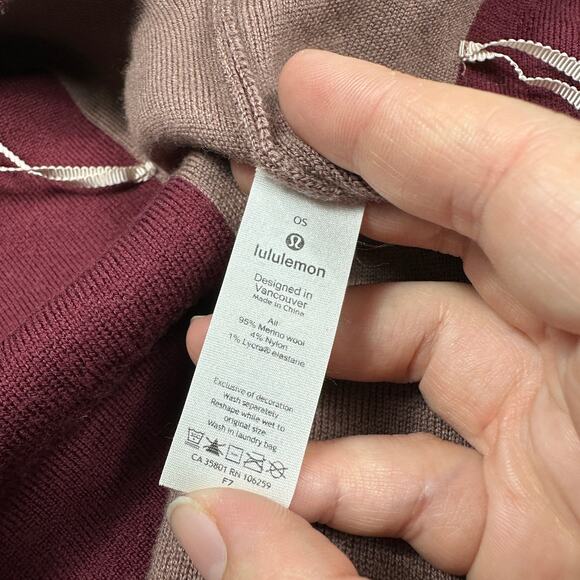 OS
lululemon
Designed in
Vancouver
Made in China
All:
95% Merino wool
4% Nylon
1% Lycra® elastane
Exclusive of decoration
Wash separately
Reshape while wet to
original size
Wash in laundry bag
CA 35801 RN 106259
F7